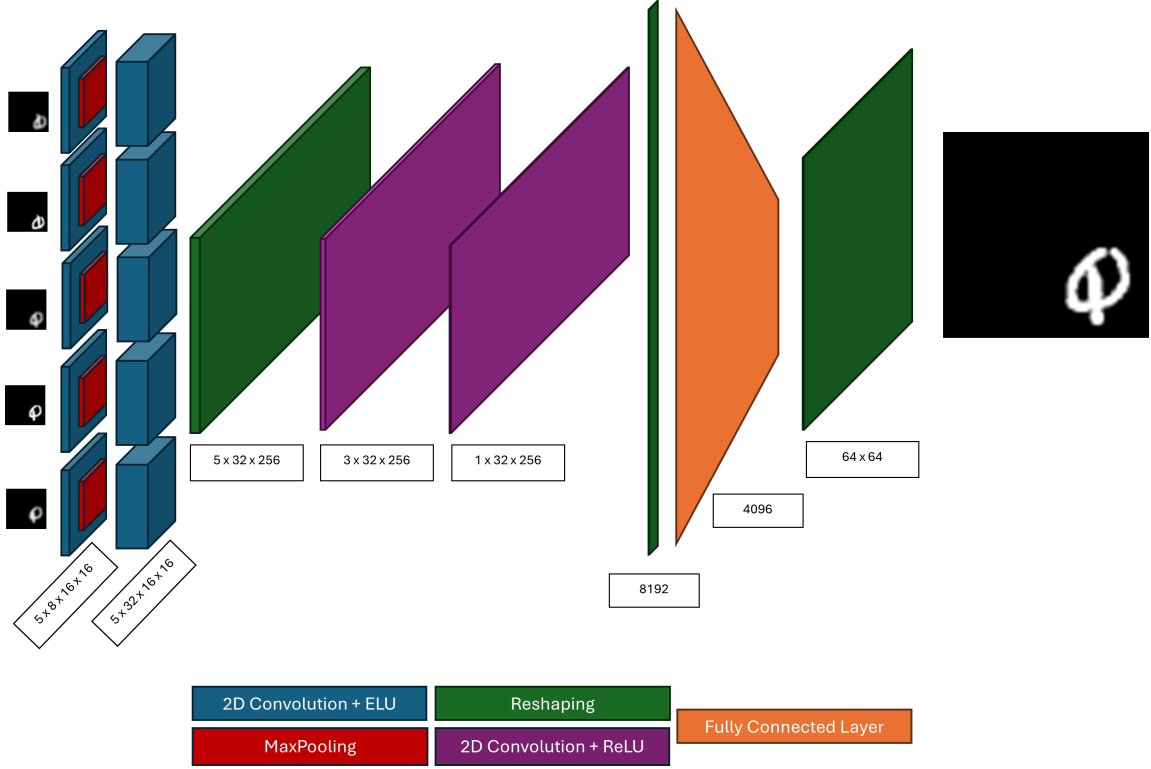 5 x 8 x 16 x 16
5 x 32 x 16 x 16
5 x 32 x 256
3 x 32 x 256
1 x 32 x 256
8192
4096
64 x 64
2D Convolution + ELU
Reshaping
MaxPooling
2D Convolution + ReLU
Fully Connected Layer